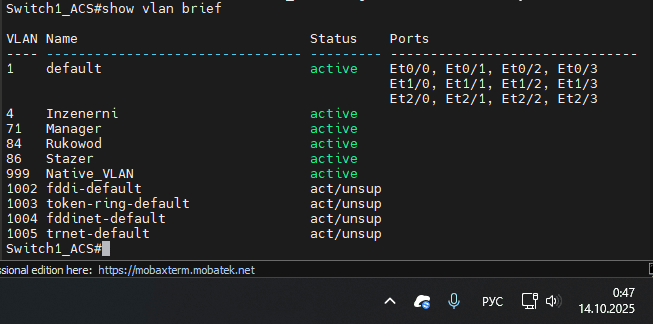 Switch1_ACS#show vlan brief
VLAN Name                             Status    Ports
---- -------------------------------- --------- -------------------------------
1    default                          active    Et0/0, Et0/1, Et0/2, Et0/3
                                                Et1/0, Et1/1, Et1/2, Et1/3
                                                Et2/0, Et2/1, Et2/2, Et2/3
4    Inzenerni                        active
71   Manager                          active
84   Rukowod                          active
86   Stazer                           active
999  Native_VLAN                      active
1002 fddi-default                     act/unsup
1003 token-ring-default               act/unsup
1004 fddinet-default                  act/unsup
1005 trnet-default                    act/unsup
Switch1_ACS#
essional edition here: https://mobaxterm.mobatek.net
РУС 0:47
14.10.2025